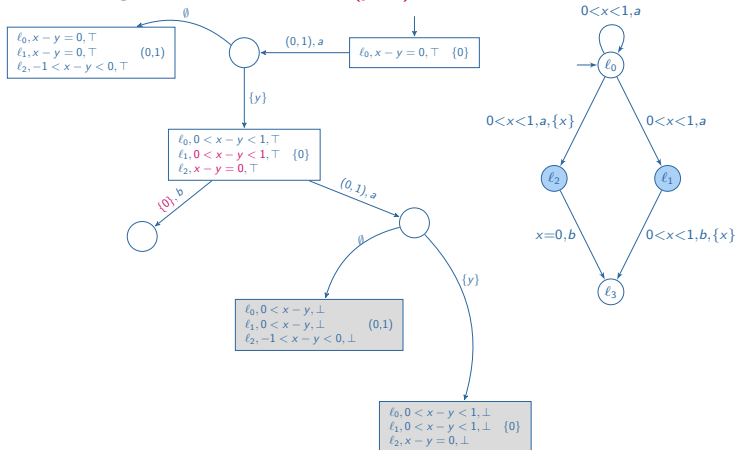 ∅
ℓ₀, x − y = 0, ⊤
ℓ₁, x − y = 0, ⊤ (0,1)
ℓ₂, −1 < x − y < 0, ⊤
(0, 1), a
ℓ₀, x − y = 0, ⊤ {0}
{y}
ℓ₀, 0 < x − y < 1, ⊤
ℓ₁, 0 < x − y < 1, ⊤ {0}
ℓ₂, x − y = 0, ⊤
{0}, b
(0, 1), a
∅
{y}
ℓ₀, 0 < x − y, ⊥
ℓ₁, 0 < x − y, ⊥ (0,1)
ℓ₂, −1 < x − y < 0, ⊥
ℓ₀, 0 < x − y < 1, ⊥
ℓ₁, 0 < x − y < 1, ⊥ {0}
ℓ₂, x − y = 0, ⊥
0<x<1,a
ℓ₀
0<x<1,a,{x}
0<x<1,a
ℓ₂
ℓ₁
x=0,b
0<x<1,b,{x}
ℓ₃